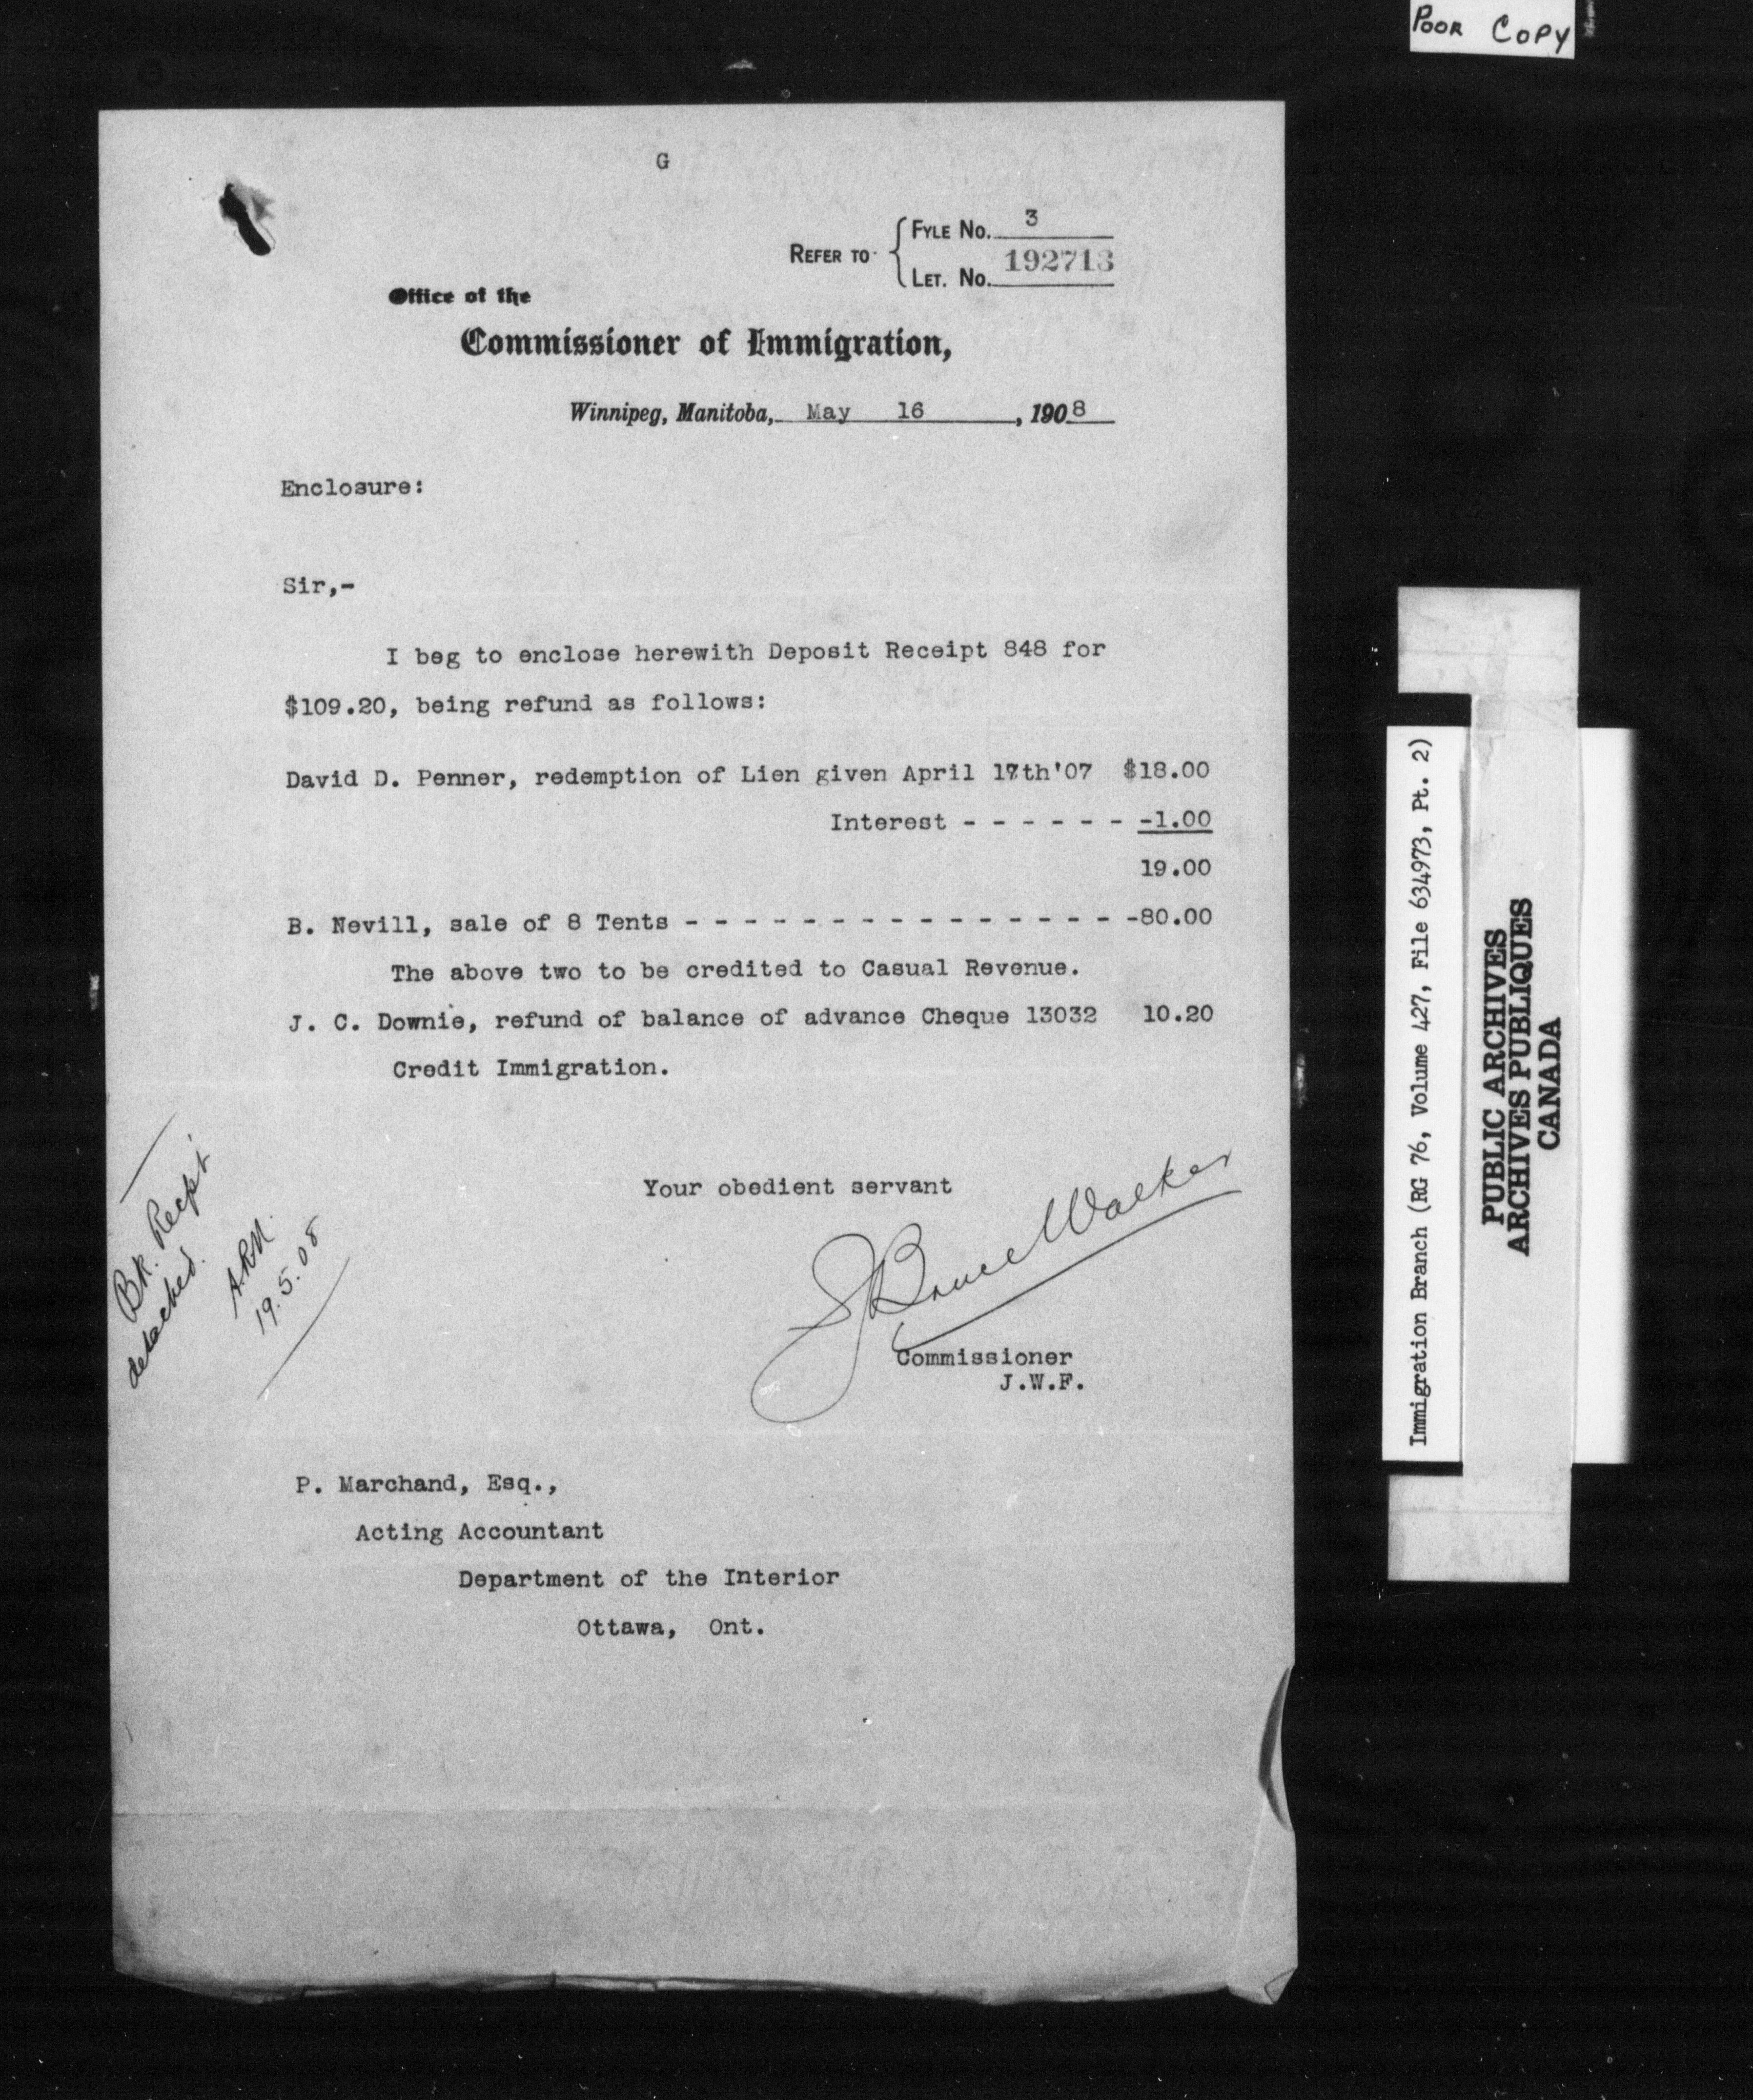 POOR COPY
G
REFER TO
FYLE NO. 3
LET. NO. 192713
Office of the
Commissioner of Immigration,
Winnipeg, Manitoba, May 16, 1908
Enclosure:
Sir,-
I beg to enclose herewith Deposit Receipt 848 for
$109.20, being refund as follows:
David D. Penner, redemption of Lien given April 17th'07 $18.00
Interest - - - - - - -1.00
19.00
B. Nevill, sale of 8 Tents - - - - - - - - - - - - - - - -80.00
The above two to be credited to Casual Revenue.
J. C. Downie, refund of balance of advance Cheque 13032 10.20
Credit Immigration.
Your obedient servant
J Bruce Walker
Commissioner
J.W.F.
Bk. Recpt
detached.
19.5.08
P. Marchand, Esq.,
Acting Accountant
Department of the Interior
Ottawa, Ont.
Immigration Branch (RG 76, Volume 427, File 634973, Pt. 2)
PUBLIC ARCHIVES
ARCHIVES PUBLIQUES
CANADA